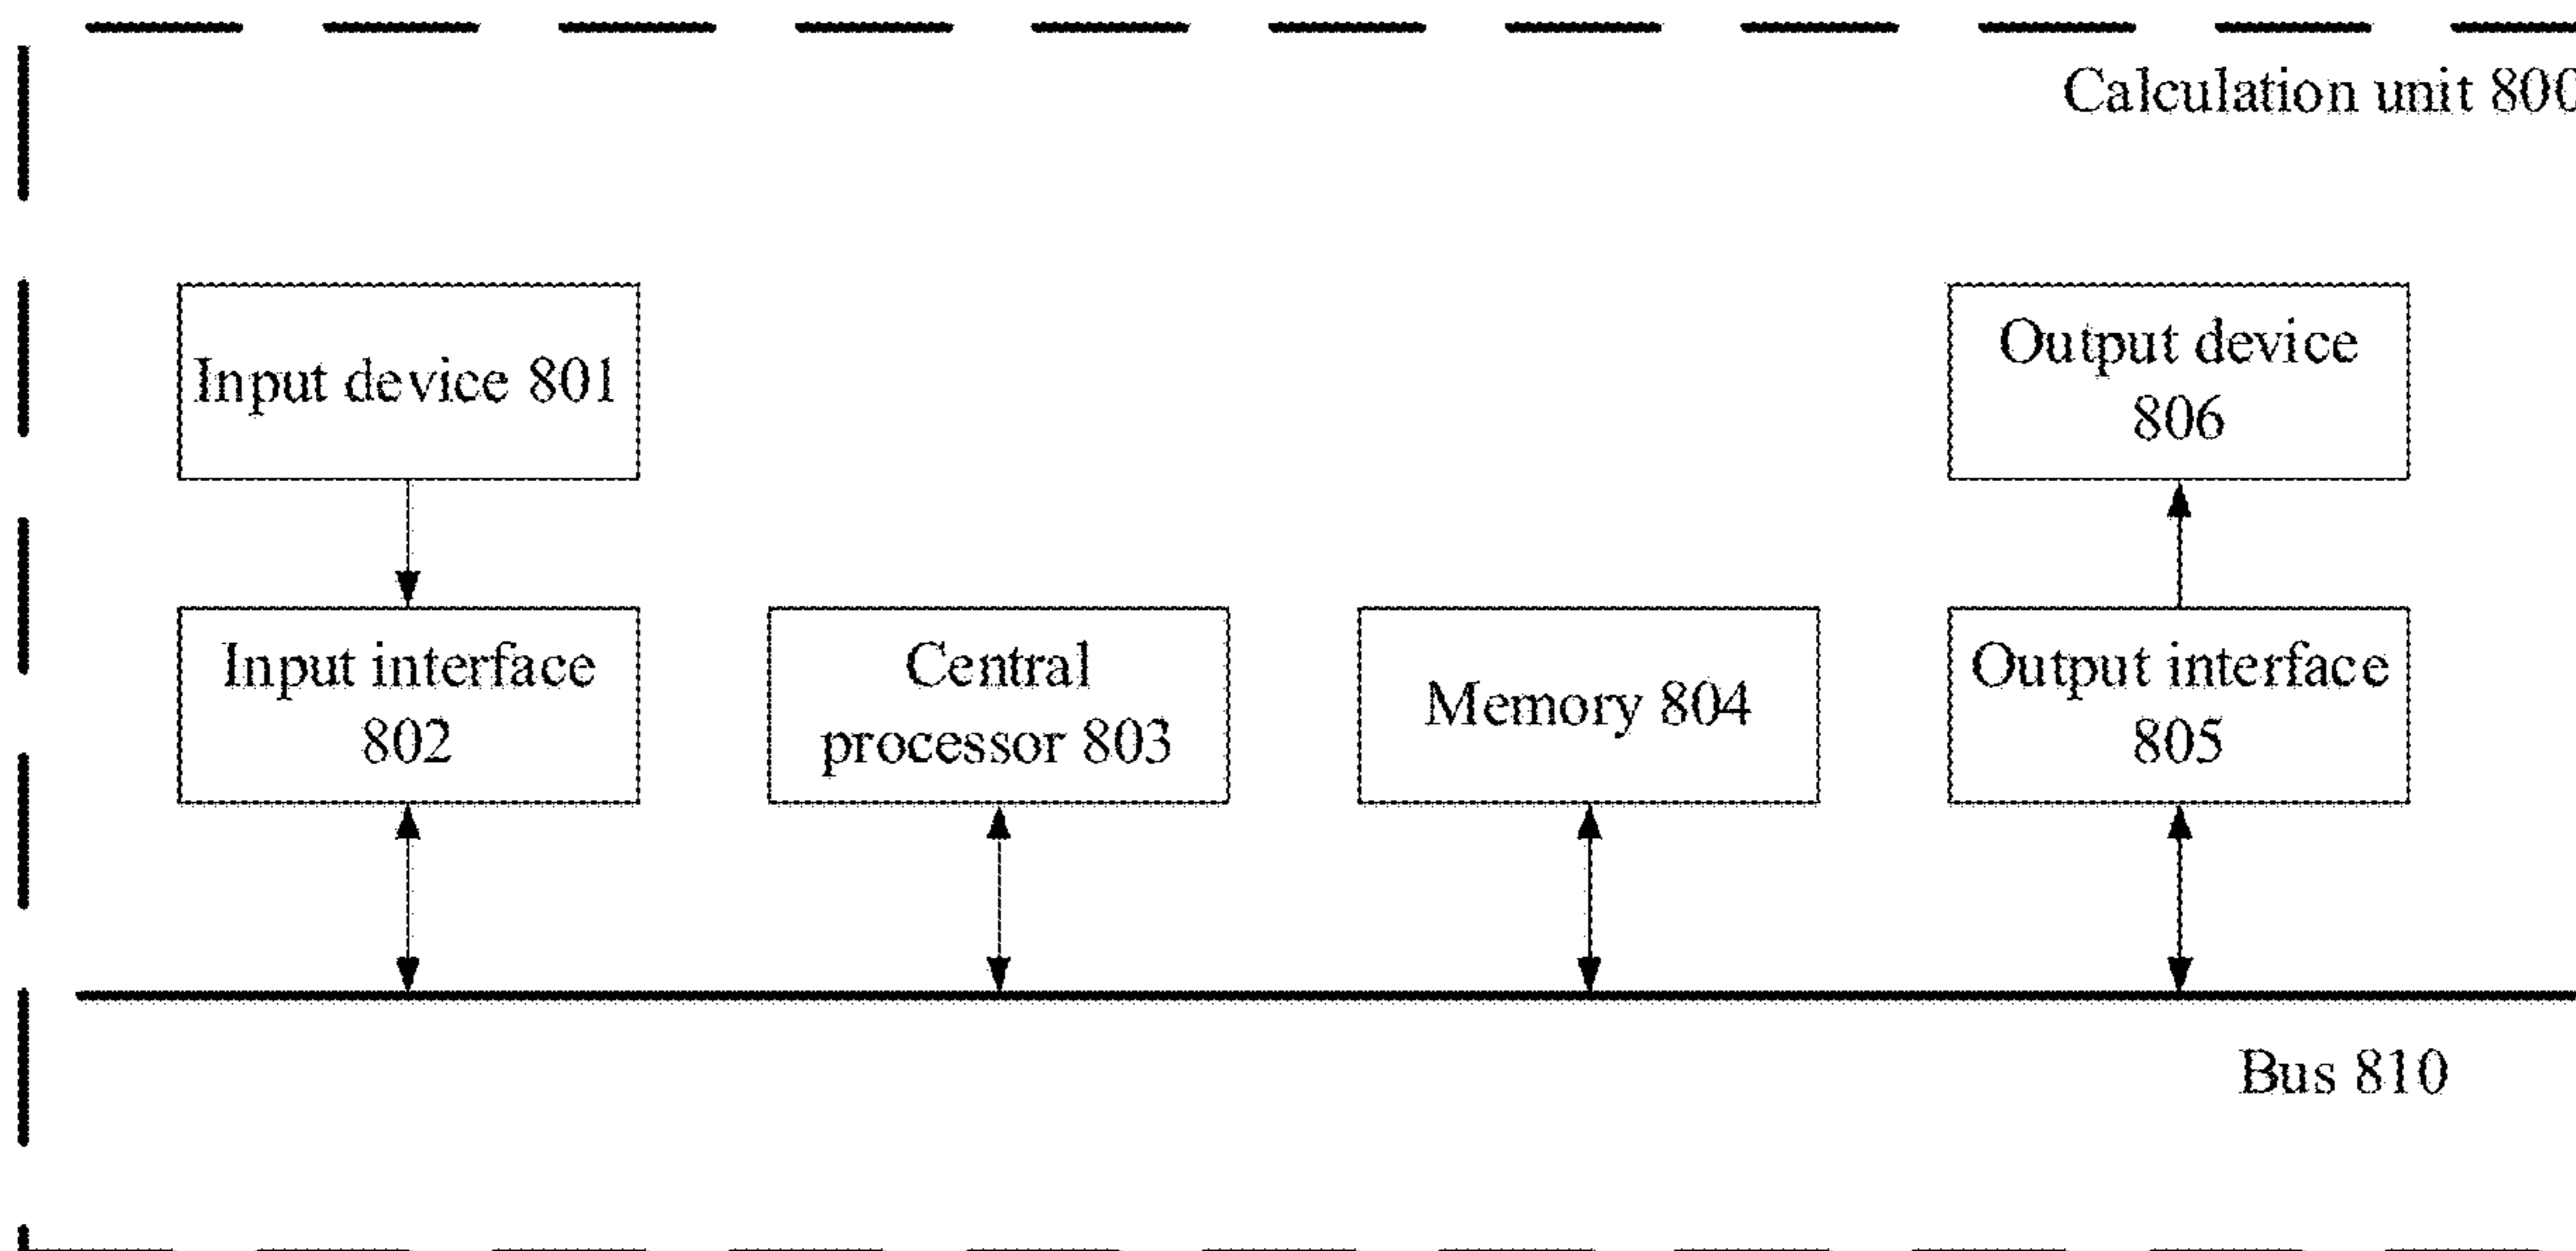 Calculation unit 800
Input device 801
Output device
806
Input interface
802
Central
processor 803
Memory 804
Output interface
805
Bus 810